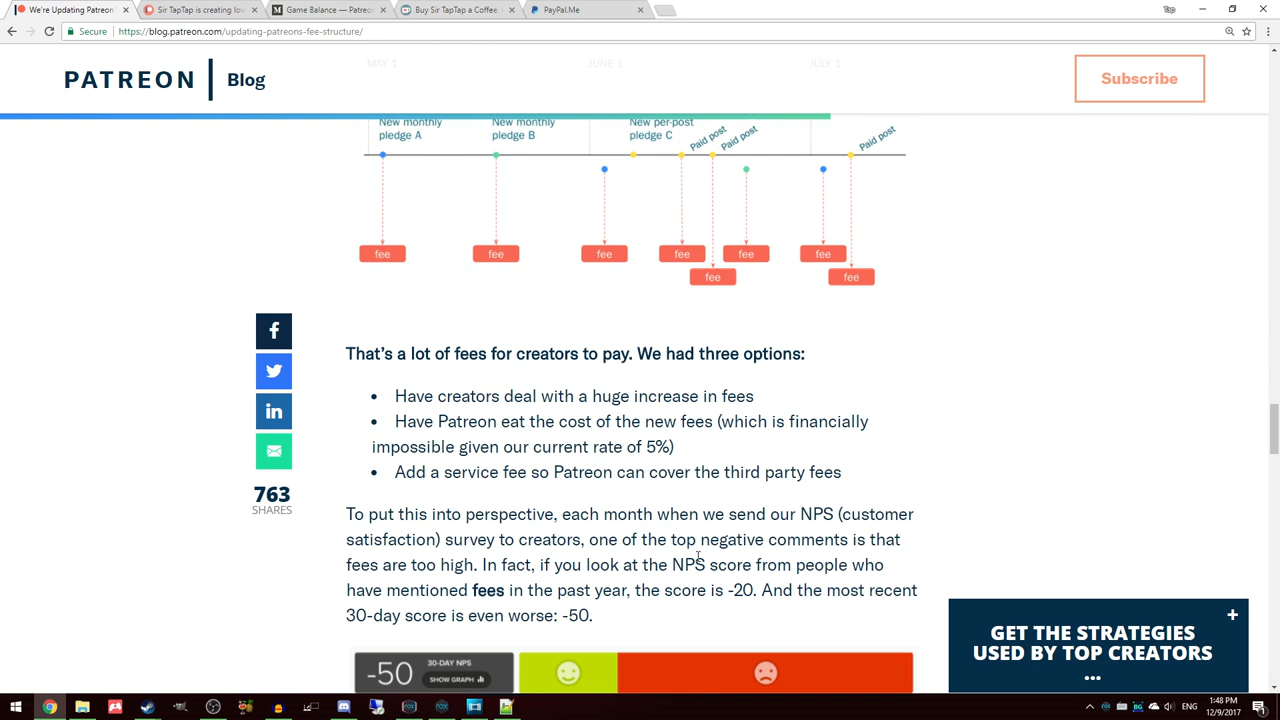 We're Updating Patreon'
Sir TapTap is creating lov
Game Balance — Patreo
Buy Sir TapTap a Coffee.
PayPal.Me
Secure
https://blog.patreon.com/updating-patreons-fee-structure/
PATREON
Blog
Subscribe
MAY 1
JUNE 1
JULY 1
New monthly
pledge A
New monthly
pledge B
New per-post
pledge C
Paid post
Paid post
Paid post
fee
fee
fee
fee
fee
fee
fee
fee
That's a lot of fees for creators to pay. We had three options:
• Have creators deal with a huge increase in fees
• Have Patreon eat the cost of the new fees (which is financially
impossible given our current rate of 5%)
• Add a service fee so Patreon can cover the third party fees
763
SHARES
To put this into perspective, each month when we send our NPS (customer
satisfaction) survey to creators, one of the top negative comments is that
fees are too high. In fact, if you look at the NPS score from people who
have mentioned fees in the past year, the score is -20. And the most recent
30-day score is even worse: -50.
-50
30-DAY NPS
SHOW GRAPH
GET THE STRATEGIES
USED BY TOP CREATORS
...
ENG
1:48 PM
12/9/2017